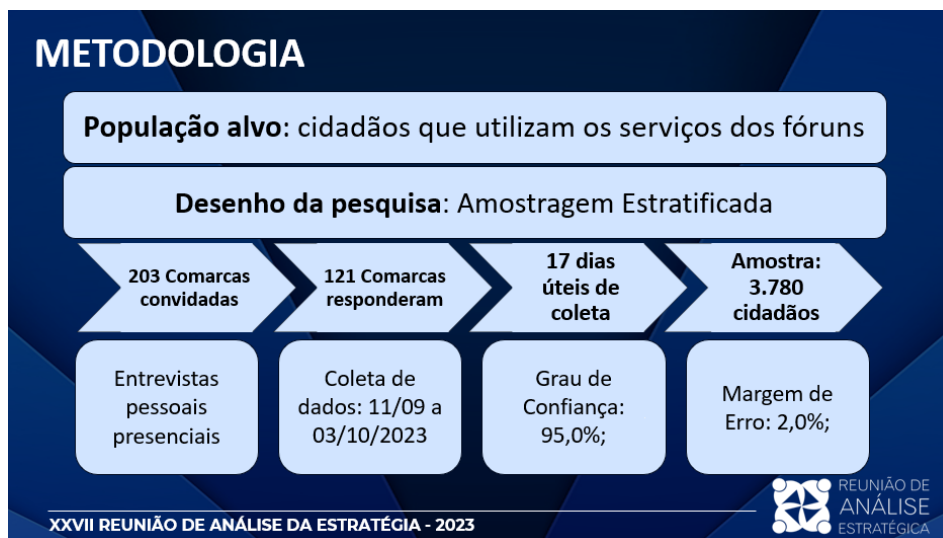 METODOLOGIA
População alvo: cidadãos que utilizam os serviços dos fóruns
Desenho da pesquisa: Amostragem Estratificada
203 Comarcas
convidadas
121 Comarcas
responderam
17 dias
úteis de
coleta
Amostra:
3.780
cidadãos
Entrevistas
pessoais
presenciais
Coleta de
dados: 11/09 a
03/10/2023
Grau de
Confiança:
95,0%;
Margem de
Erro: 2,0%;
XXVII REUNIÃO DE ANÁLISE DA ESTRATÉGIA - 2023
REUNIÃO DE
ANÁLISE
ESTRATÉGICA